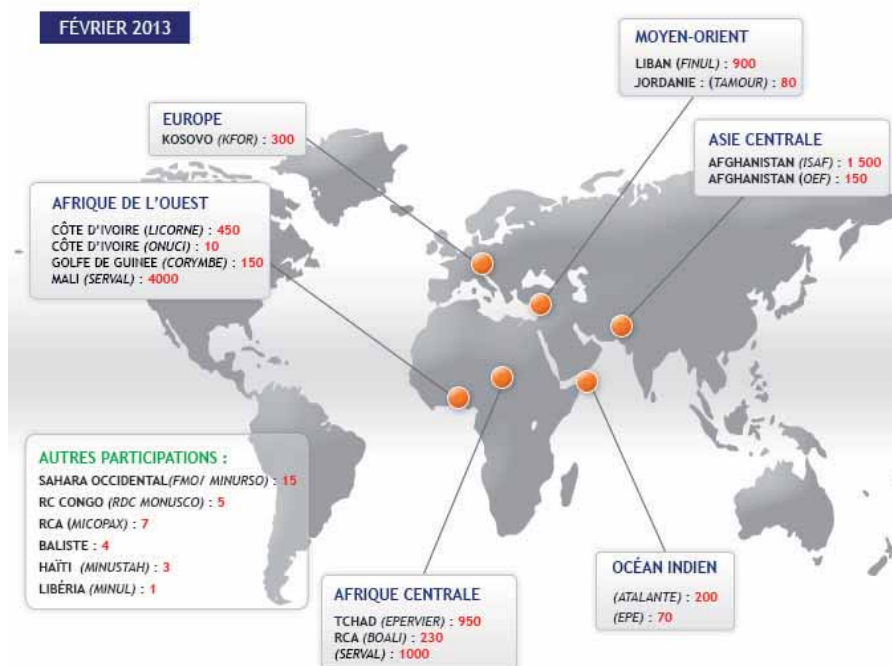 FÉVRIER 2013
MOYEN-ORIENT
LIBAN (FINUL) : 900
JORDANIE : (TAMOUR) : 80
EUROPE
KOSOVO (KFOR) : 300
ASIE CENTRALE
AFGHANISTAN (ISAF) : 1 500
AFGHANISTAN (OEF) : 150
AFRIQUE DE L'OUEST
CÔTE D'IVOIRE (LICORNE) : 450
CÔTE D'IVOIRE (ONUCI) : 10
GOLFE DE GUINEE (CORYMBE) : 150
MALI (SERVAL) : 4000
AUTRES PARTICIPATIONS :
SAHARA OCCIDENTAL(FMO/ MINURSO) : 15
RC CONGO (RDC MONUSCO) : 5
RCA (MICOPAX) : 7
BALISTE : 4
HAÏTI (MINUSTAH) : 3
LIBÉRIA (MINUL) : 1
AFRIQUE CENTRALE
TCHAD (EPERVIER) : 950
RCA (BOALI) : 230
(SERVAL) : 1000
OCÉAN INDIEN
(ATALANTE) : 200
(EPE) : 70